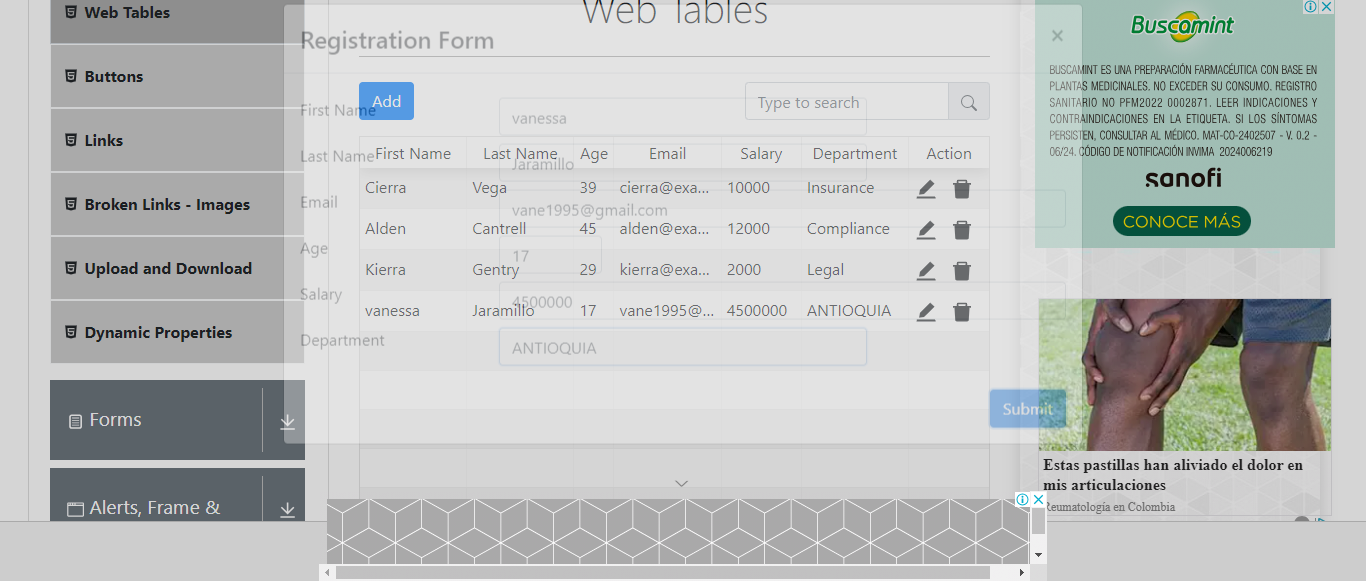 Web Tables
Web Tables
Buttons
Links
Broken Links - Images
Upload and Download
Dynamic Properties
Forms
Alerts, Frame &
Registration Form
×
Add
Type to search
First Name
vanessa
Last Name
Jaramillo
Email
vane1995@gmail.com
Age
17
Salary
4500000
Department
ANTIOQUIA
Submit
First Name Last Name Age Email Salary Department Action
Cierra Vega 39 cierra@exa... 10000 Insurance
Alden Cantrell 45 alden@exa... 12000 Compliance
Kierra Gentry 29 kierra@exa... 2000 Legal
vanessa Jaramillo 17 vane1995@... 4500000 ANTIOQUIA
Buscamint
BUSCAMINT ES UNA PREPARACIÓN FARMACÉUTICA CON BASE EN
PLANTAS MEDICINALES. NO EXCEDER SU CONSUMO. REGISTRO
SANITARIO NO PFM2022 0002871. LEER INDICACIONES Y
CONTRAINDICACIONES EN LA ETIQUETA. SI LOS SÍNTOMAS
PERSISTEN, CONSULTAR AL MÉDICO. MAT-CO-2402507 - V. 0.2 -
06/24. CÓDIGO DE NOTIFICACIÓN INVIMA 2024006219
sanofi
CONOCE MÁS
Estas pastillas han aliviado el dolor en
mis articulaciones
Reumatología en Colombia